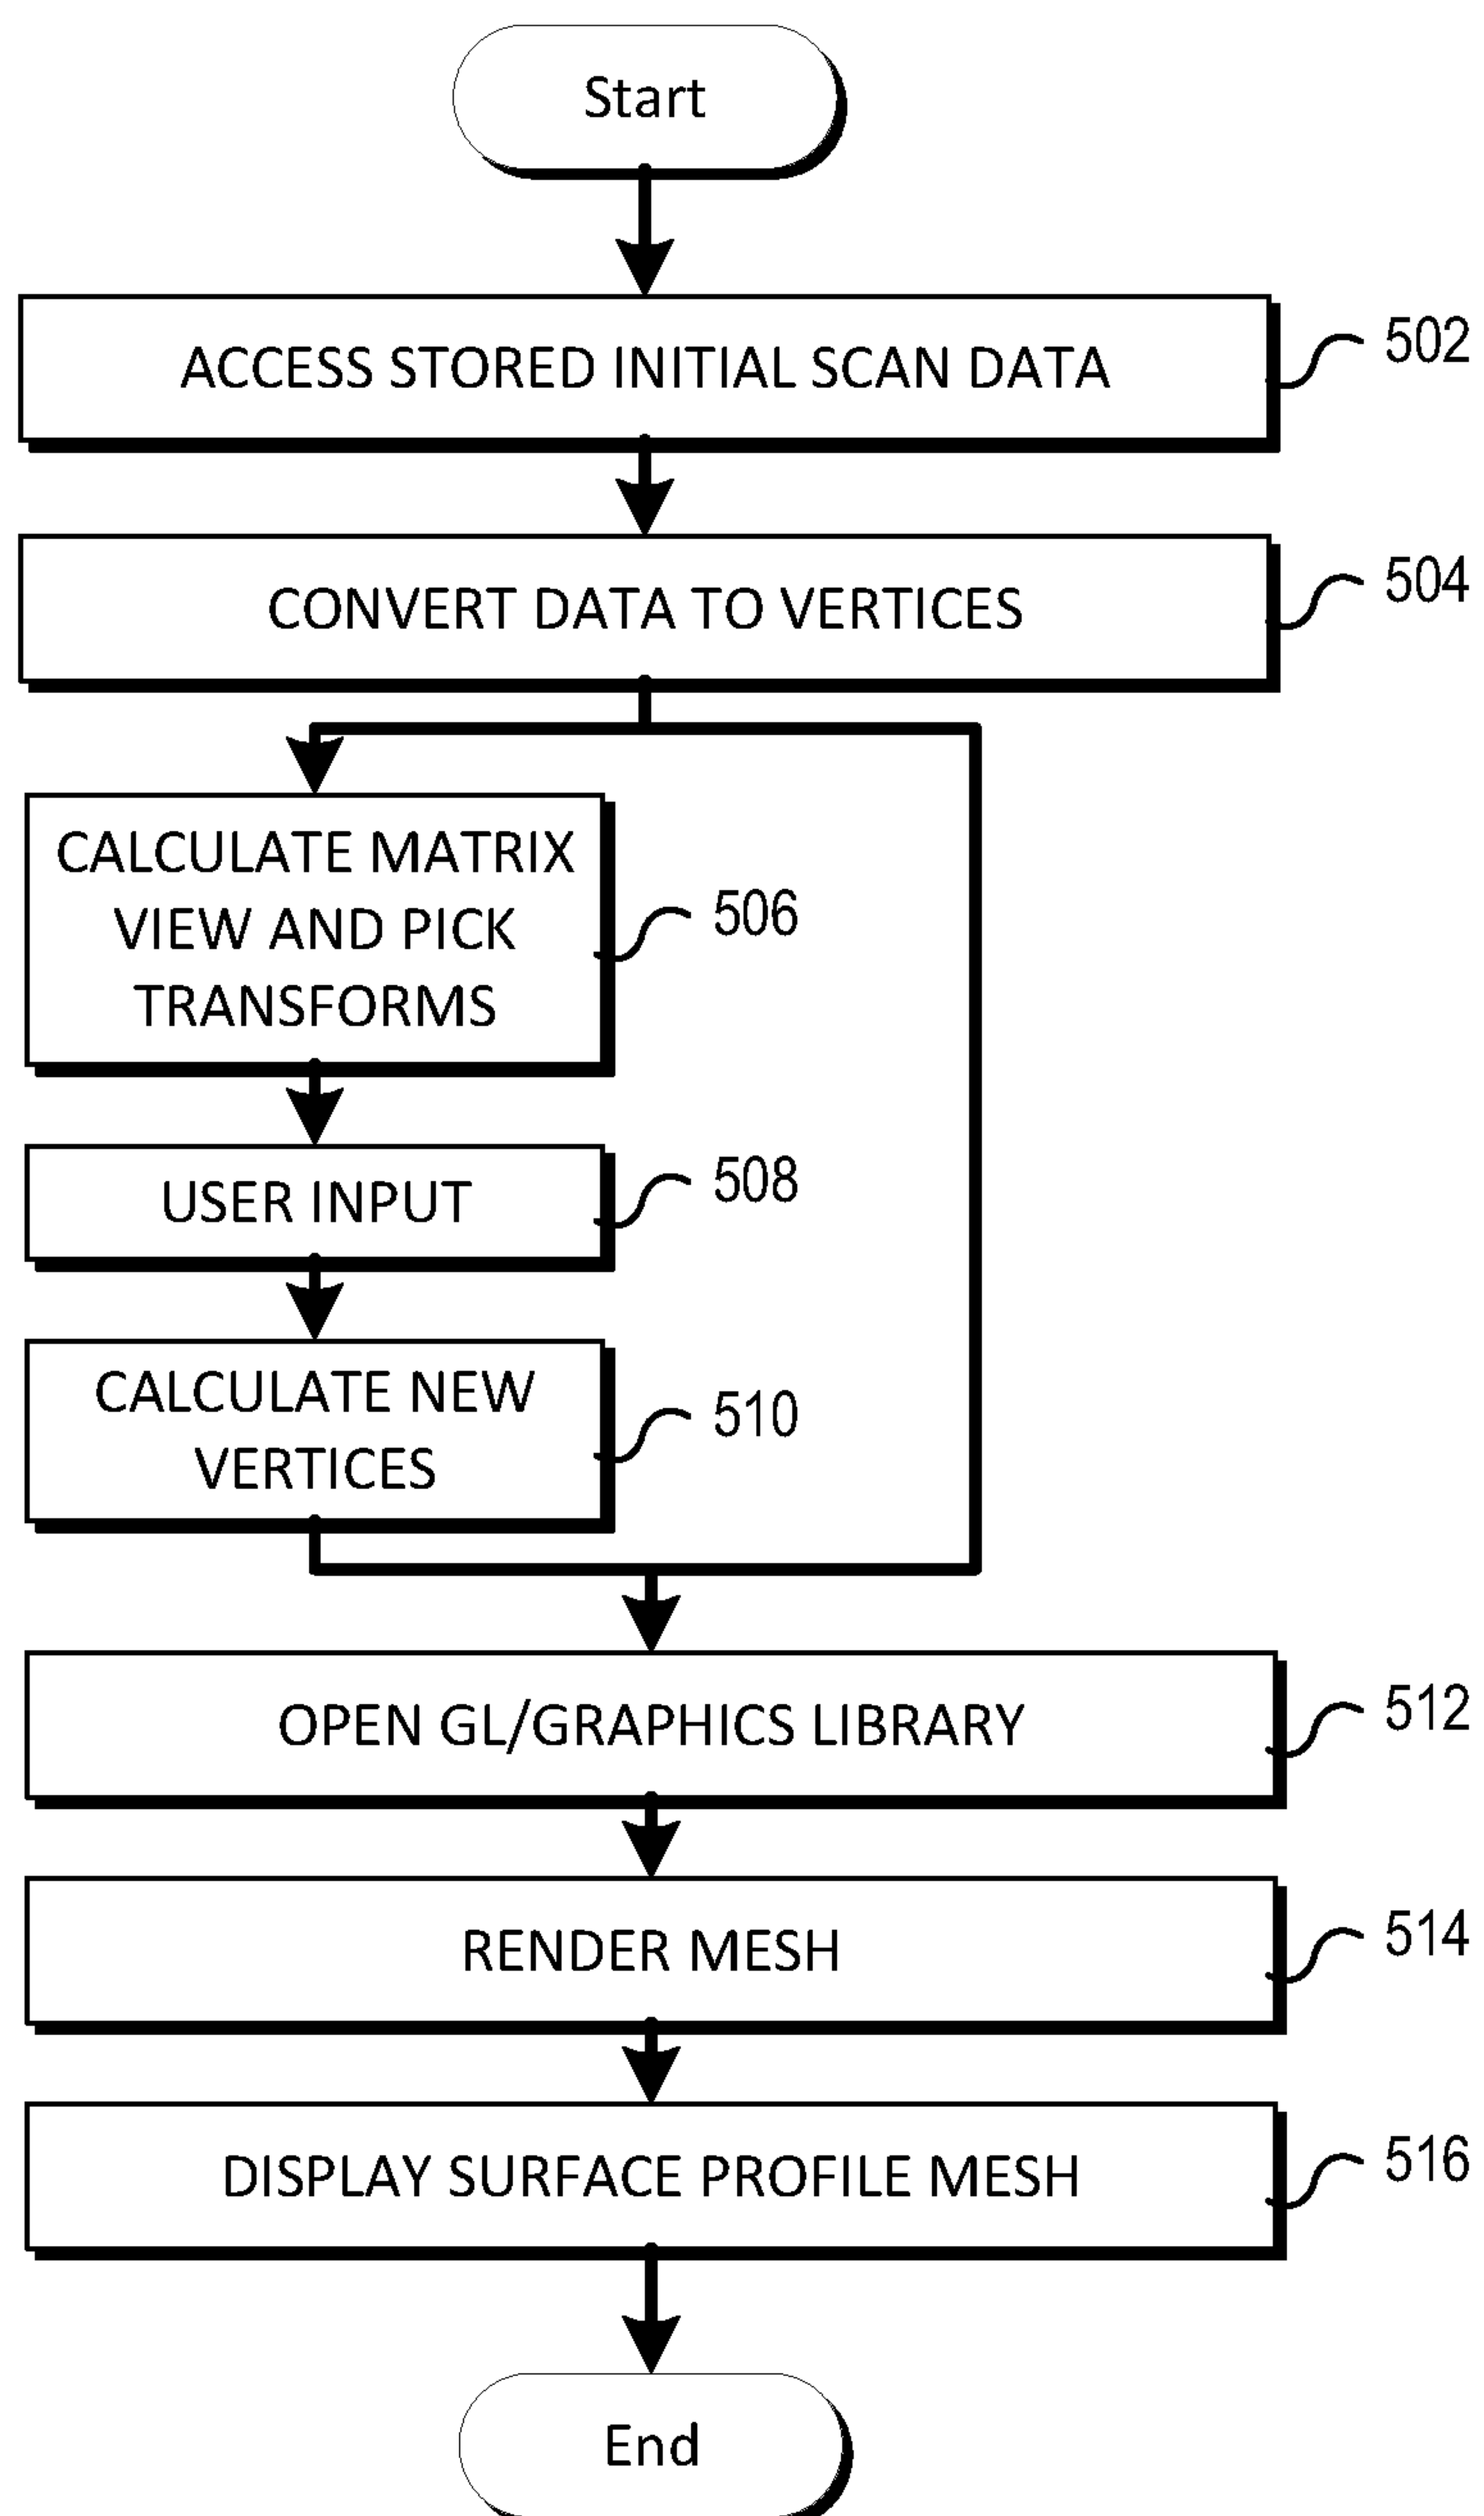 Start
ACCESS STORED INITIAL SCAN DATA
502
CONVERT DATA TO VERTICES
504
CALCULATE MATRIX
VIEW AND PICK
TRANSFORMS
506
USER INPUT
508
CALCULATE NEW
VERTICES
510
OPEN GL/GRAPHICS LIBRARY
512
RENDER MESH
514
DISPLAY SURFACE PROFILE MESH
516
End